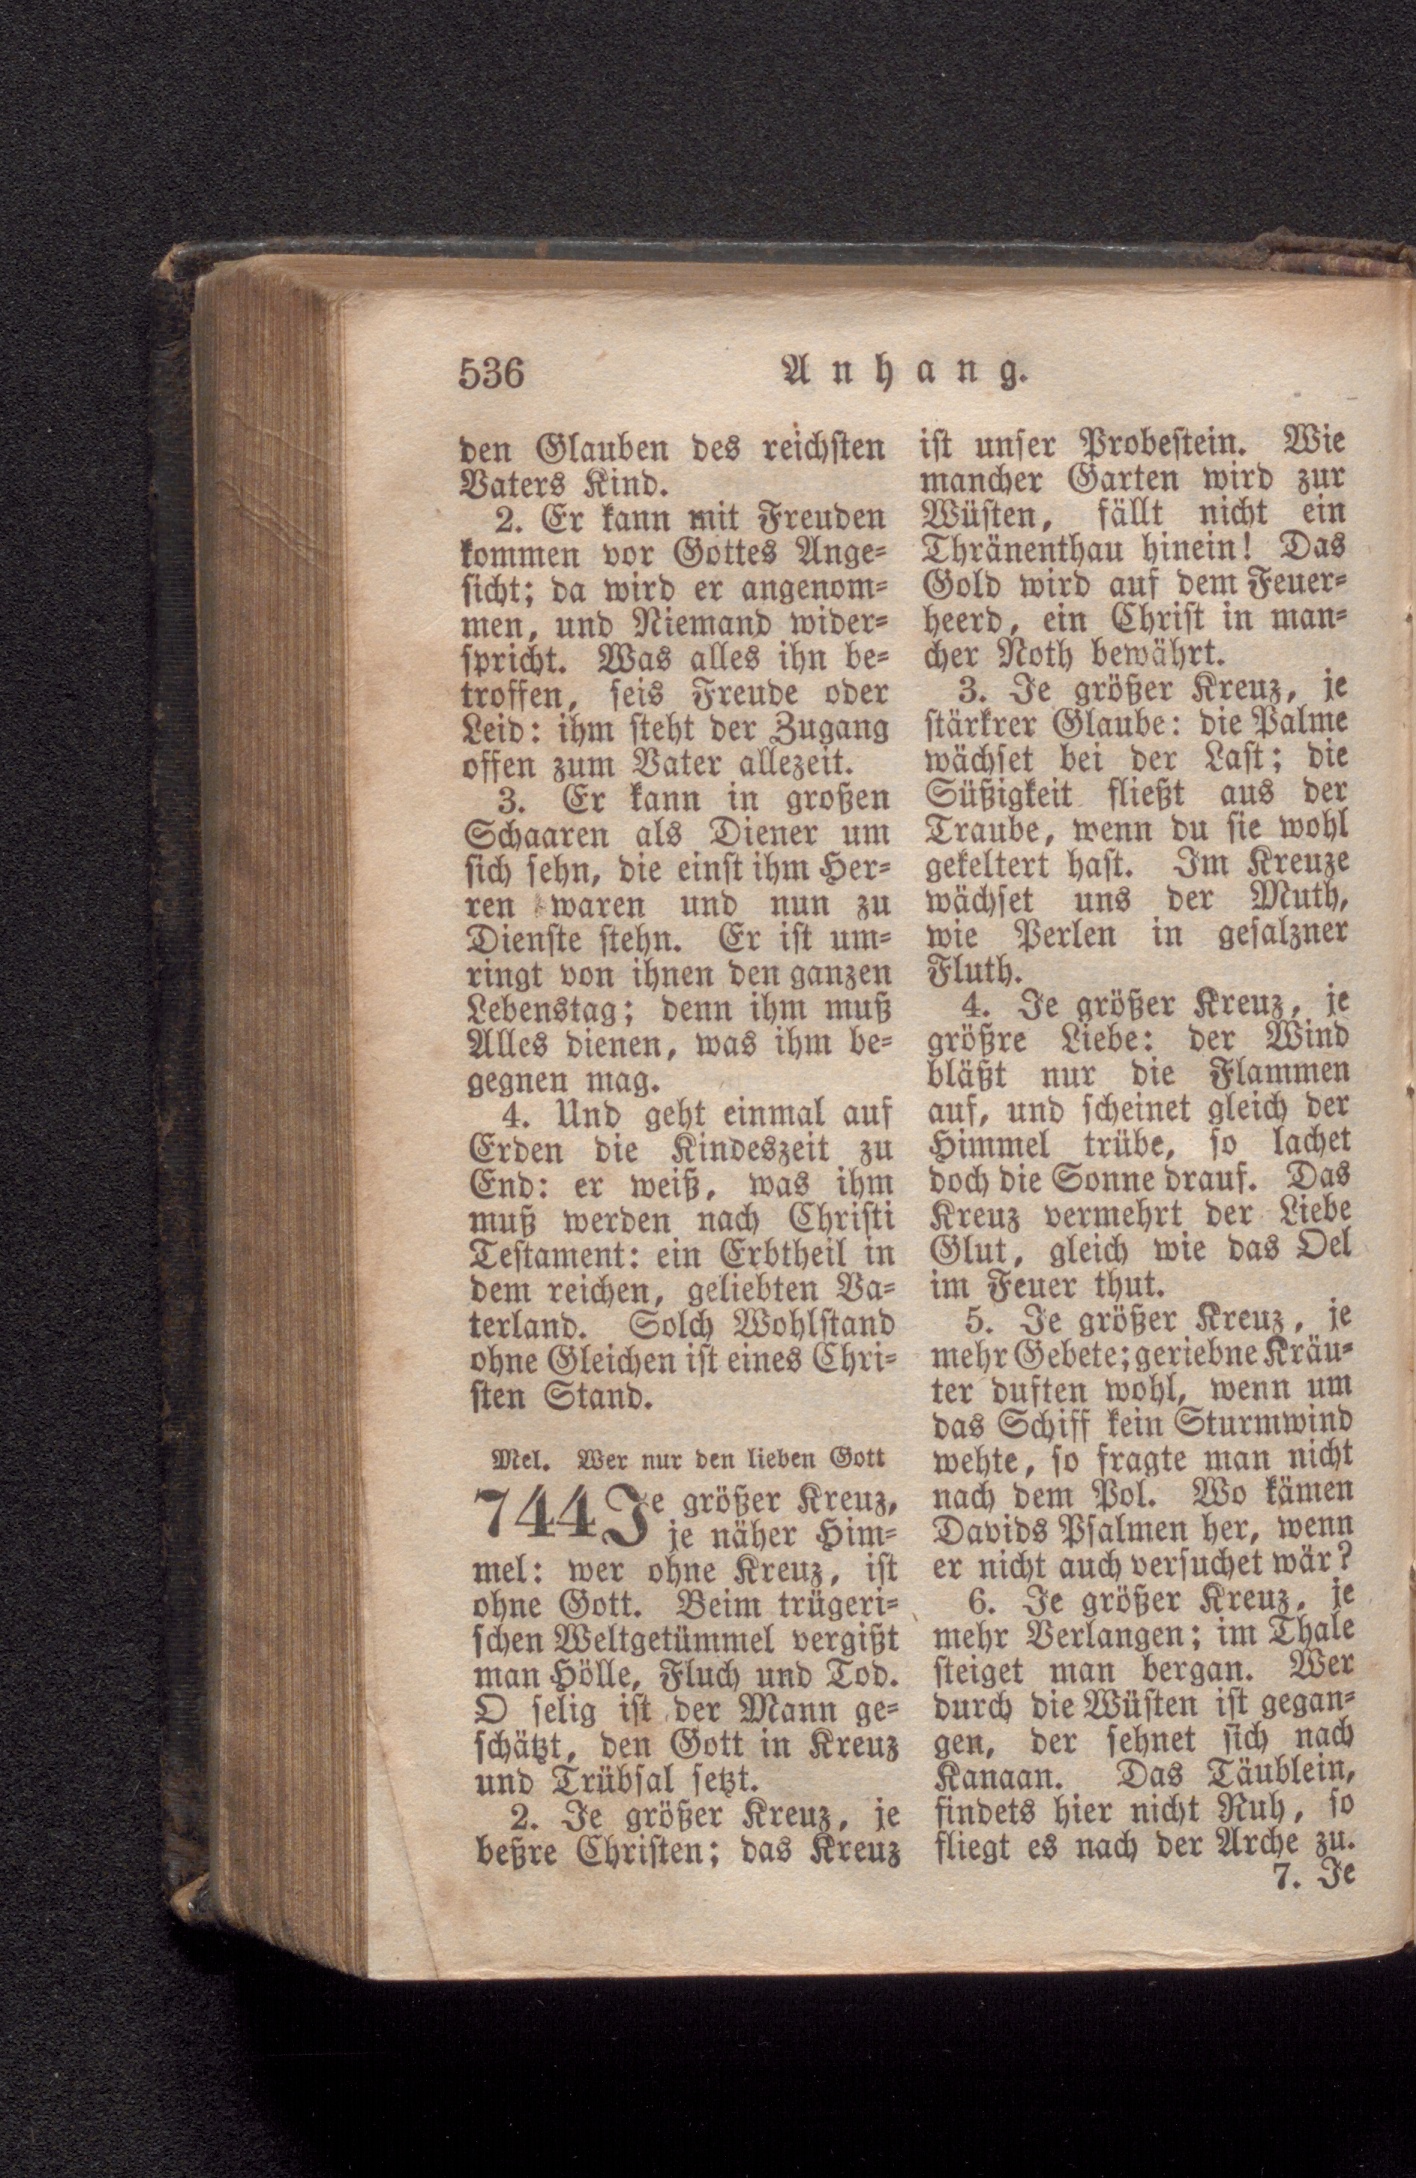 536
Anhang.
den Glauben des reichsten
Vaters Kind.
2. Er kann mit Freuden
kommen vor Gottes Ange-
sicht; da wird er angenom-
men, und Niemand wider-
spricht. Was alles ihn be-
troffen, seis Freude oder
Leid: ihm steht der Zugang
offen zum Vater allezeit.
3. Er kann in großen
Schaaren als Diener um
sich sehn, die einst ihm Her-
ren waren und nun zu
Dienste stehn. Er ist um-
ringt von ihnen den ganzen
Lebenstag; denn ihm muß
Alles dienen, was ihm be-
gegnen mag.
4. Und geht einmal auf
Erden die Kindeszeit zu
End: er weiß, was ihm
muß werden nach Christi
Testament: ein Erbtheil in
dem reichen, geliebten Va-
terland. Solch Wohlstand
ohne Gleichen ist eines Chri-
sten Stand.
Mel. Wer nur den lieben Gott
744 Je größer Kreuz,
je näher Him-
mel: wer ohne Kreuz, ist
ohne Gott. Beim trügeri-
schen Weltgetümmel vergißt
man Hölle, Fluch und Tod.
O selig ist der Mann ge-
schätzt, den Gott in Kreuz
und Trübsal setzt.
2. Je größer Kreuz, je
beßre Christen; das Kreuz
ist unser Probestein. Wie
mancher Garten wird zur
Wüsten, fällt nicht ein
Thränenthau hinein! Das
Gold wird auf dem Feuer-
heerd, ein Christ in man-
cher Noth bewährt.
3. Je größer Kreuz, je
stärkrer Glaube: die Palme
wächset bei der Last; die
Süßigkeit fließt aus der
Traube, wenn du sie wohl
gekeltert hast. Im Kreuze
wächset uns der Muth,
wie Perlen in gesalzner
Fluth.
4. Je größer Kreuz, je
größre Liebe: der Wind
bläßt nur die Flammen
auf, und scheinet gleich der
Himmel trübe, so lachet
doch die Sonne drauf. Das
Kreuz vermehrt der Liebe
Glut, gleich wie das Oel
im Feuer thut.
5. Je größer Kreuz, je
mehr Gebete; geriebne Kräu-
ter duften wohl, wenn um
das Schiff kein Sturmwind
wehte, so fragte man nicht
nach dem Pol. Wo kämen
Davids Psalmen her, wenn
er nicht auch versuchet wär?
6. Je größer Kreuz, je
mehr Verlangen; im Thale
steiget man bergan. Wer
durch die Wüsten ist gegan-
gen, der sehnet sich nach
Kanaan. Das Täublein,
findets hier nicht Ruh, so
fliegt es nach der Arche zu.
7. Je